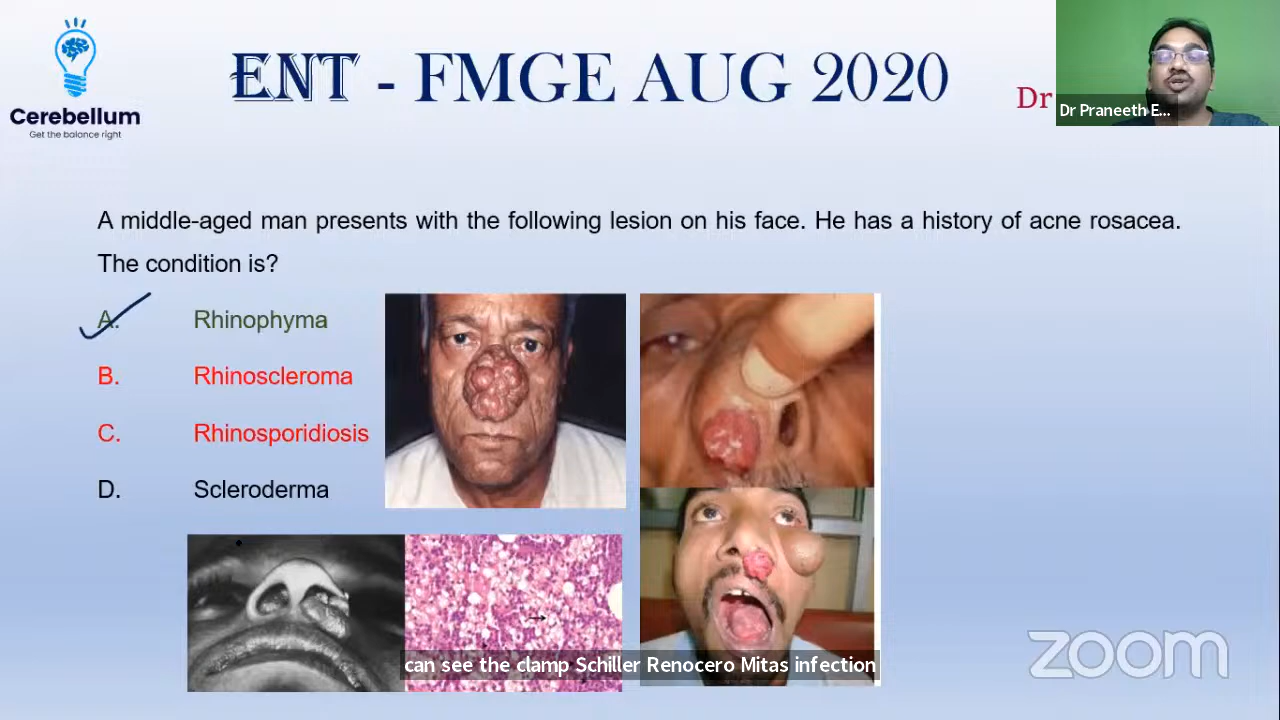 Cerebellum
Get the balance right
ENT - FMGE AUG 2020
Dr
Dr Praneeth E...
A middle-aged man presents with the following lesion on his face. He has a history of acne rosacea.
The condition is?
A. Rhinophyma
B. Rhinoscleroma
C. Rhinosporidiosis
D. Scleroderma
can see the clamp Schiller Renocero Mitas infection
zoom